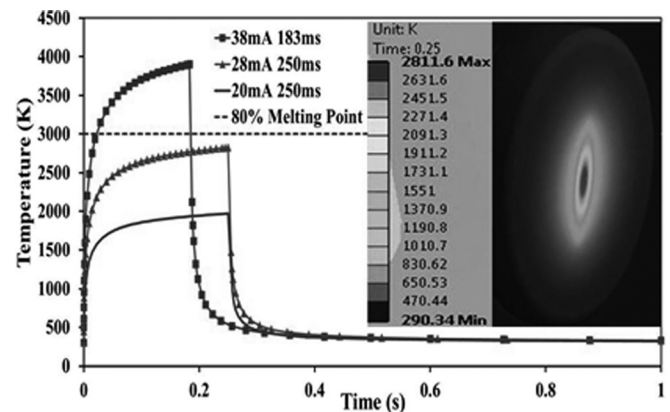 Temperature (K)
4500
4000
3500
3000
2500
2000
1500
1000
500
0
38mA 183ms
28mA 250ms
20mA 250ms
80% Melting Point
Unit: K
Time: 0.25
2811.6 Max
2631.6
2451.5
2271.4
2091.3
1911.2
1731.1
1551
1370.9
1190.8
1010.7
830.62
650.53
470.44
290.34 Min
0
0.2
0.4
0.6
0.8
1
Time (s)